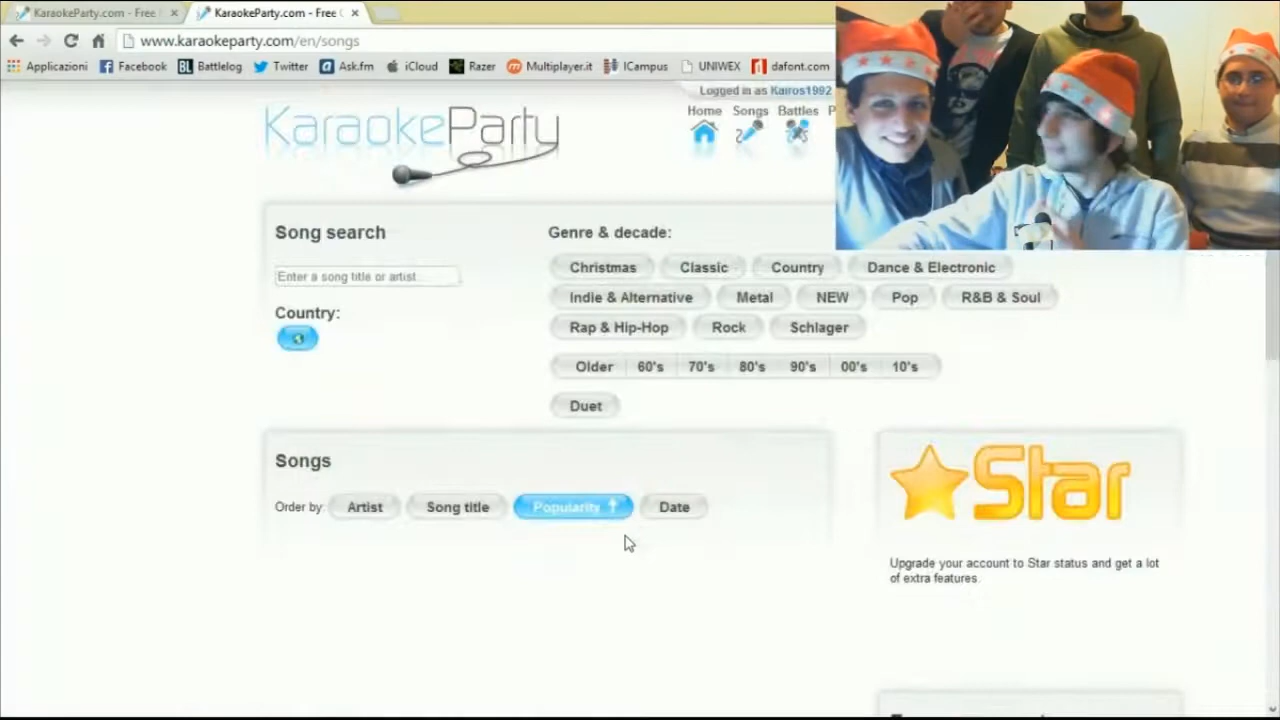 KaraokeParty.com - Free
KaraokeParty.com - Free
www.karaokeparty.com/en/songs
Applicazioni Facebook Battlelog Twitter Ask.fm iCloud Razer Multiplayer.it ICampus UNIWEX dafont.com
Logged in as Kairos1992
KaraokeParty
Home Songs Battles P
Song search
Enter a song title or artist
Country:
Genre & decade:
Christmas Classic Country Dance & Electronic
Indie & Alternative Metal NEW Pop R&B & Soul
Rap & Hip-Hop Rock Schlager
Older 60's 70's 80's 90's 00's 10's
Duet
Songs
Order by: Artist Song title Popularity Date
Star
Upgrade your account to Star status and get a lot
of extra features.